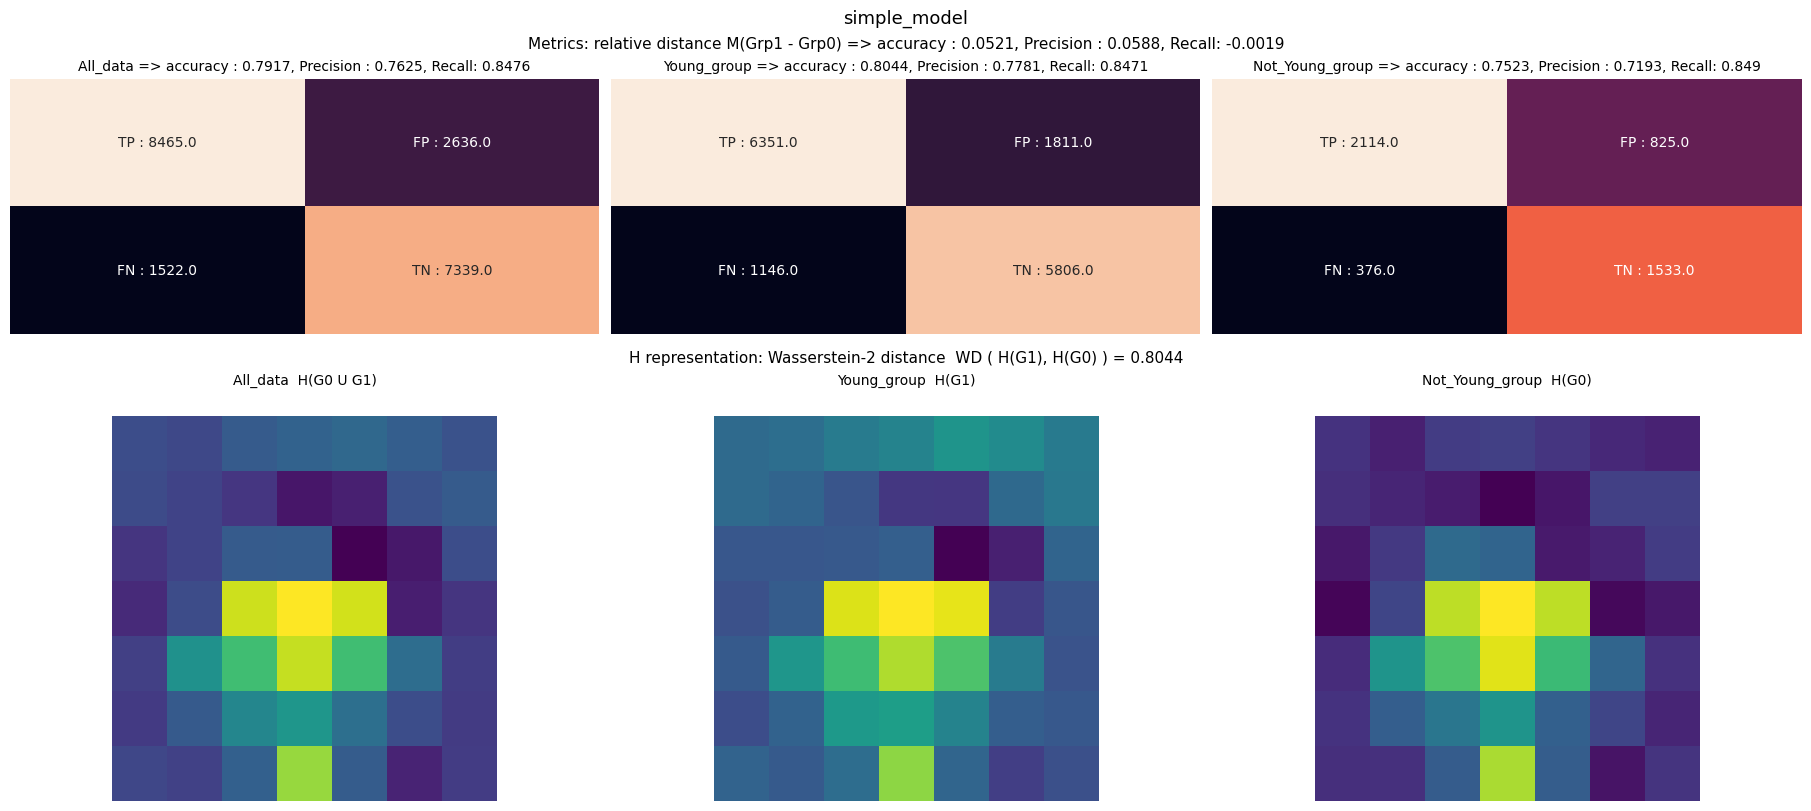 simple_model
Metrics: relative distance M(Grp1 - Grp0) => accuracy : 0.0521, Precision : 0.0588, Recall: -0.0019
All_data => accuracy : 0.7917, Precision : 0.7625, Recall: 0.8476
Young_group => accuracy : 0.8044, Precision : 0.7781, Recall: 0.8471
Not_Young_group => accuracy : 0.7523, Precision : 0.7193, Recall: 0.849
TP : 8465.0
FP : 2636.0
TP : 6351.0
FP : 1811.0
TP : 2114.0
FP : 825.0
FN : 1522.0
TN : 7339.0
FN : 1146.0
TN : 5806.0
FN : 376.0
TN : 1533.0
H representation: Wasserstein-2 distance  WD ( H(G1), H(G0) ) = 0.8044
All_data  H(G0 U G1)
Young_group  H(G1)
Not_Young_group  H(G0)